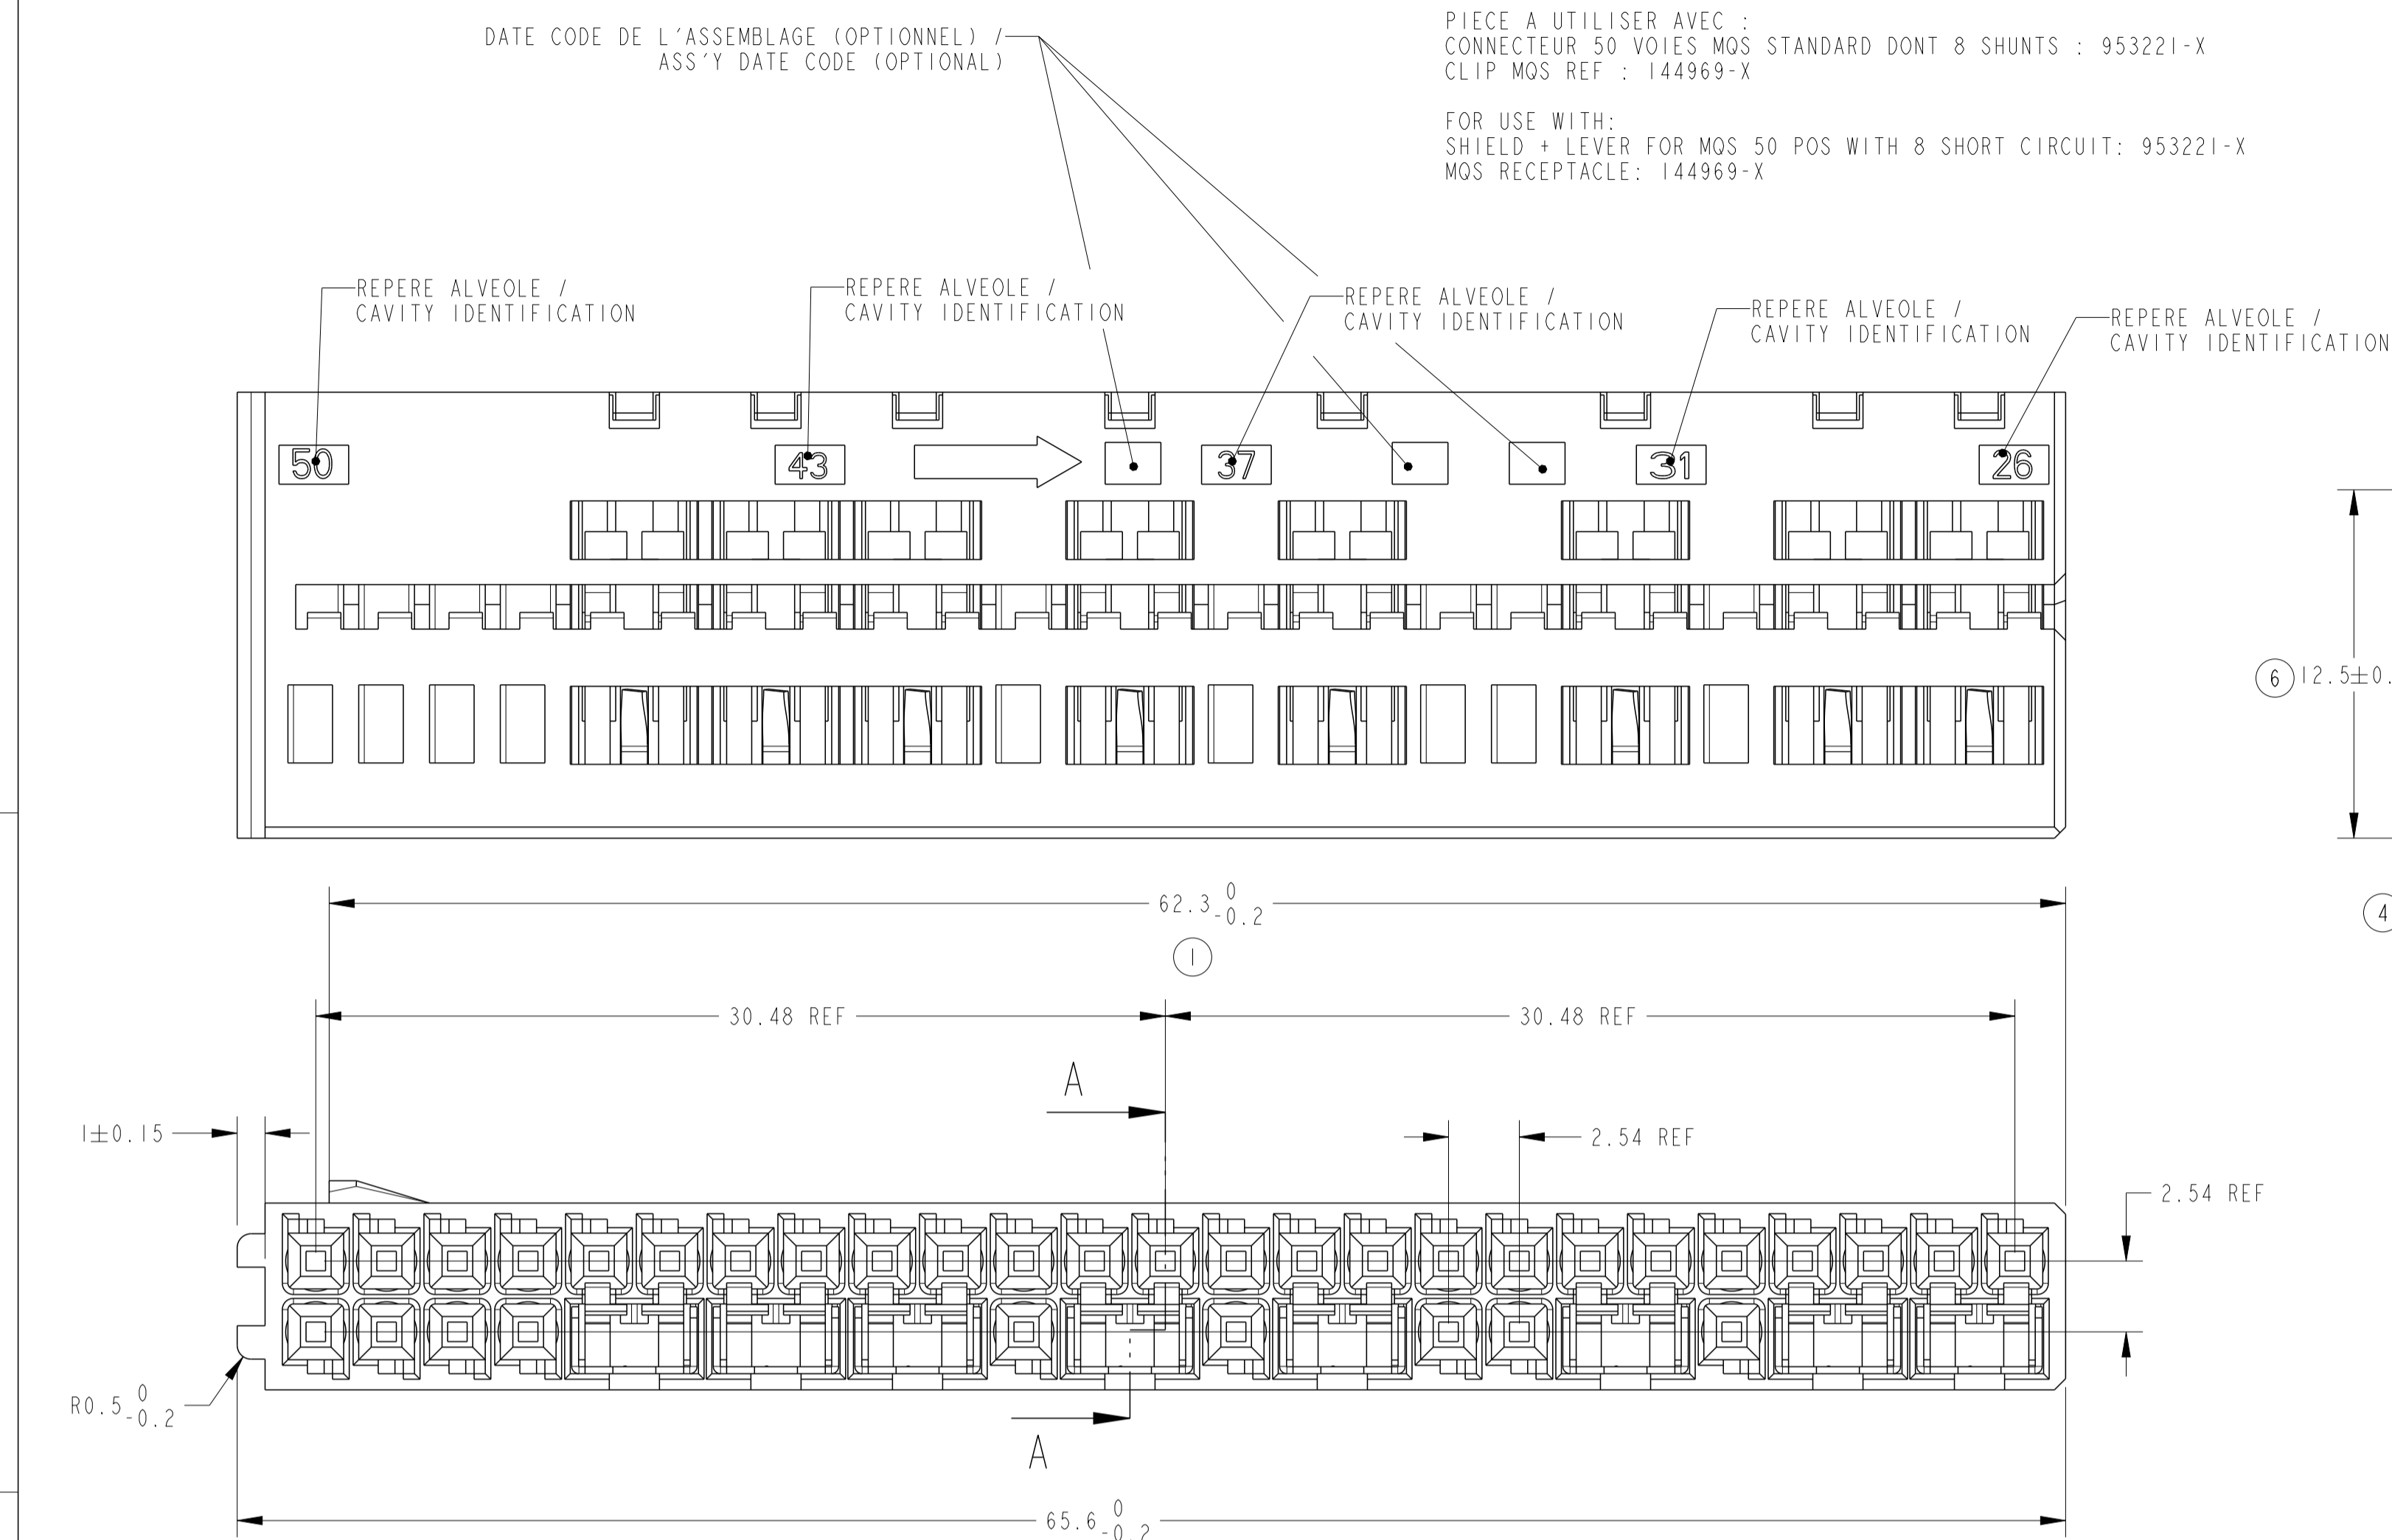 DATE CODE DE L'ASSEMBLAGE (OPTIONNEL) /
ASS'Y DATE CODE (OPTIONAL)
PIECE A UTILISER AVEC :
CONNECTEUR 50 VOIES MQS STANDARD DONT 8 SHUNTS : 953221-X
CLIP MQS REF : 144969-X
FOR USE WITH:
SHIELD + LEVER FOR MQS 50 POS WITH 8 SHORT CIRCUIT: 953221-X
MQS RECEPTACLE: 144969-X
REPERE ALVEOLE /
CAVITY IDENTIFICATION
REPERE ALVEOLE /
CAVITY IDENTIFICATION
REPERE ALVEOLE /
CAVITY IDENTIFICATION
REPERE ALVEOLE /
CAVITY IDENTIFICATION
REPERE ALVEOLE /
CAVITY IDENTIFICATION
50
43
37
31
26
6 12.5±0.
62.3 0 -0.2
4
1
30.48 REF
30.48 REF
A
1±0.15
2.54 REF
2.54 REF
R0.5 0 -0.2
A
65.6 0 -0.2